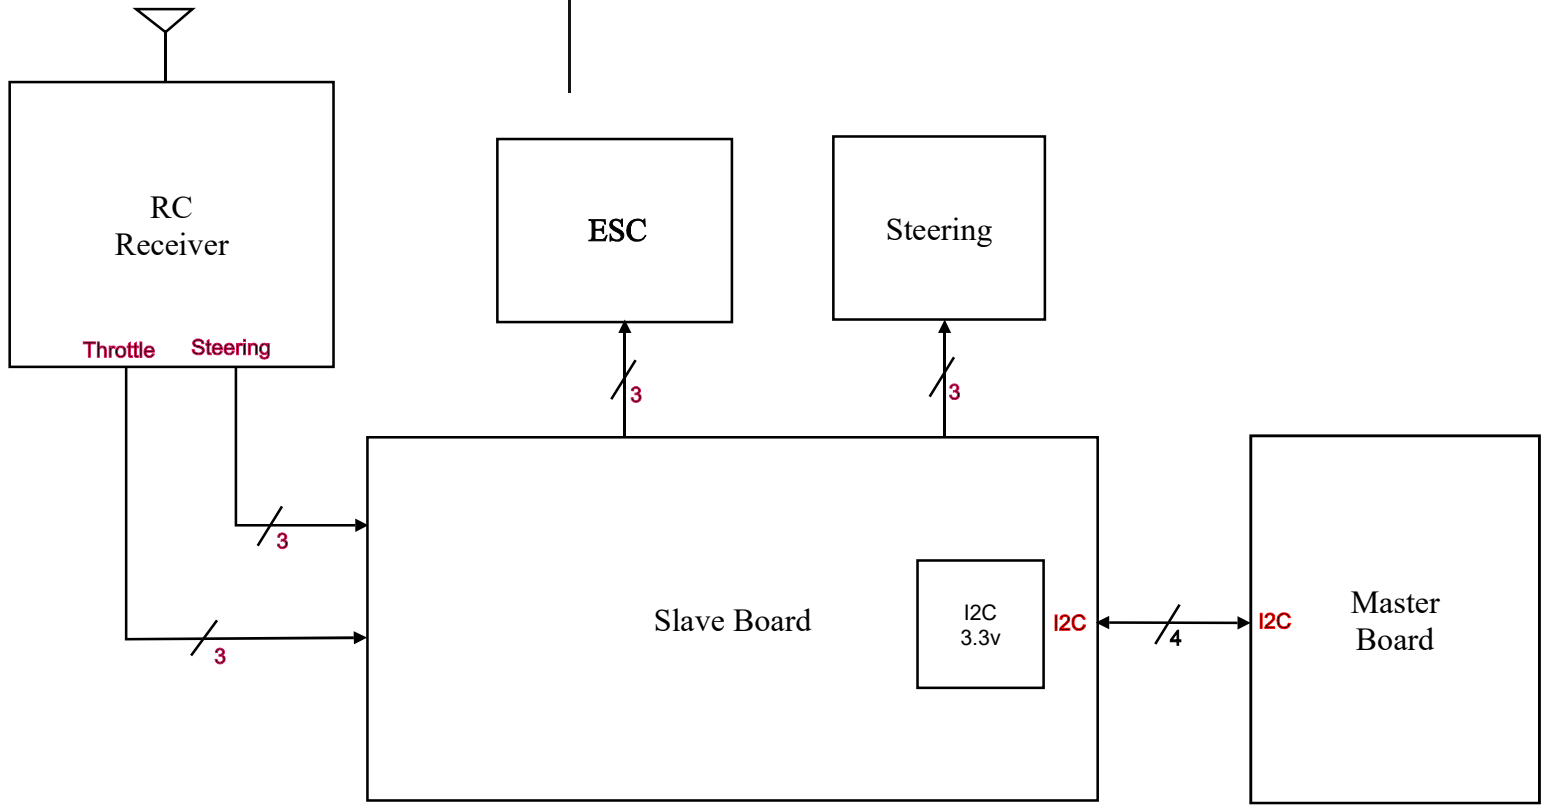 RC
Receiver
Throttle
Steering
ESC
Steering
3
3
3
3
Slave Board
I2C
3.3v
I2C
4
I2C
Master
Board